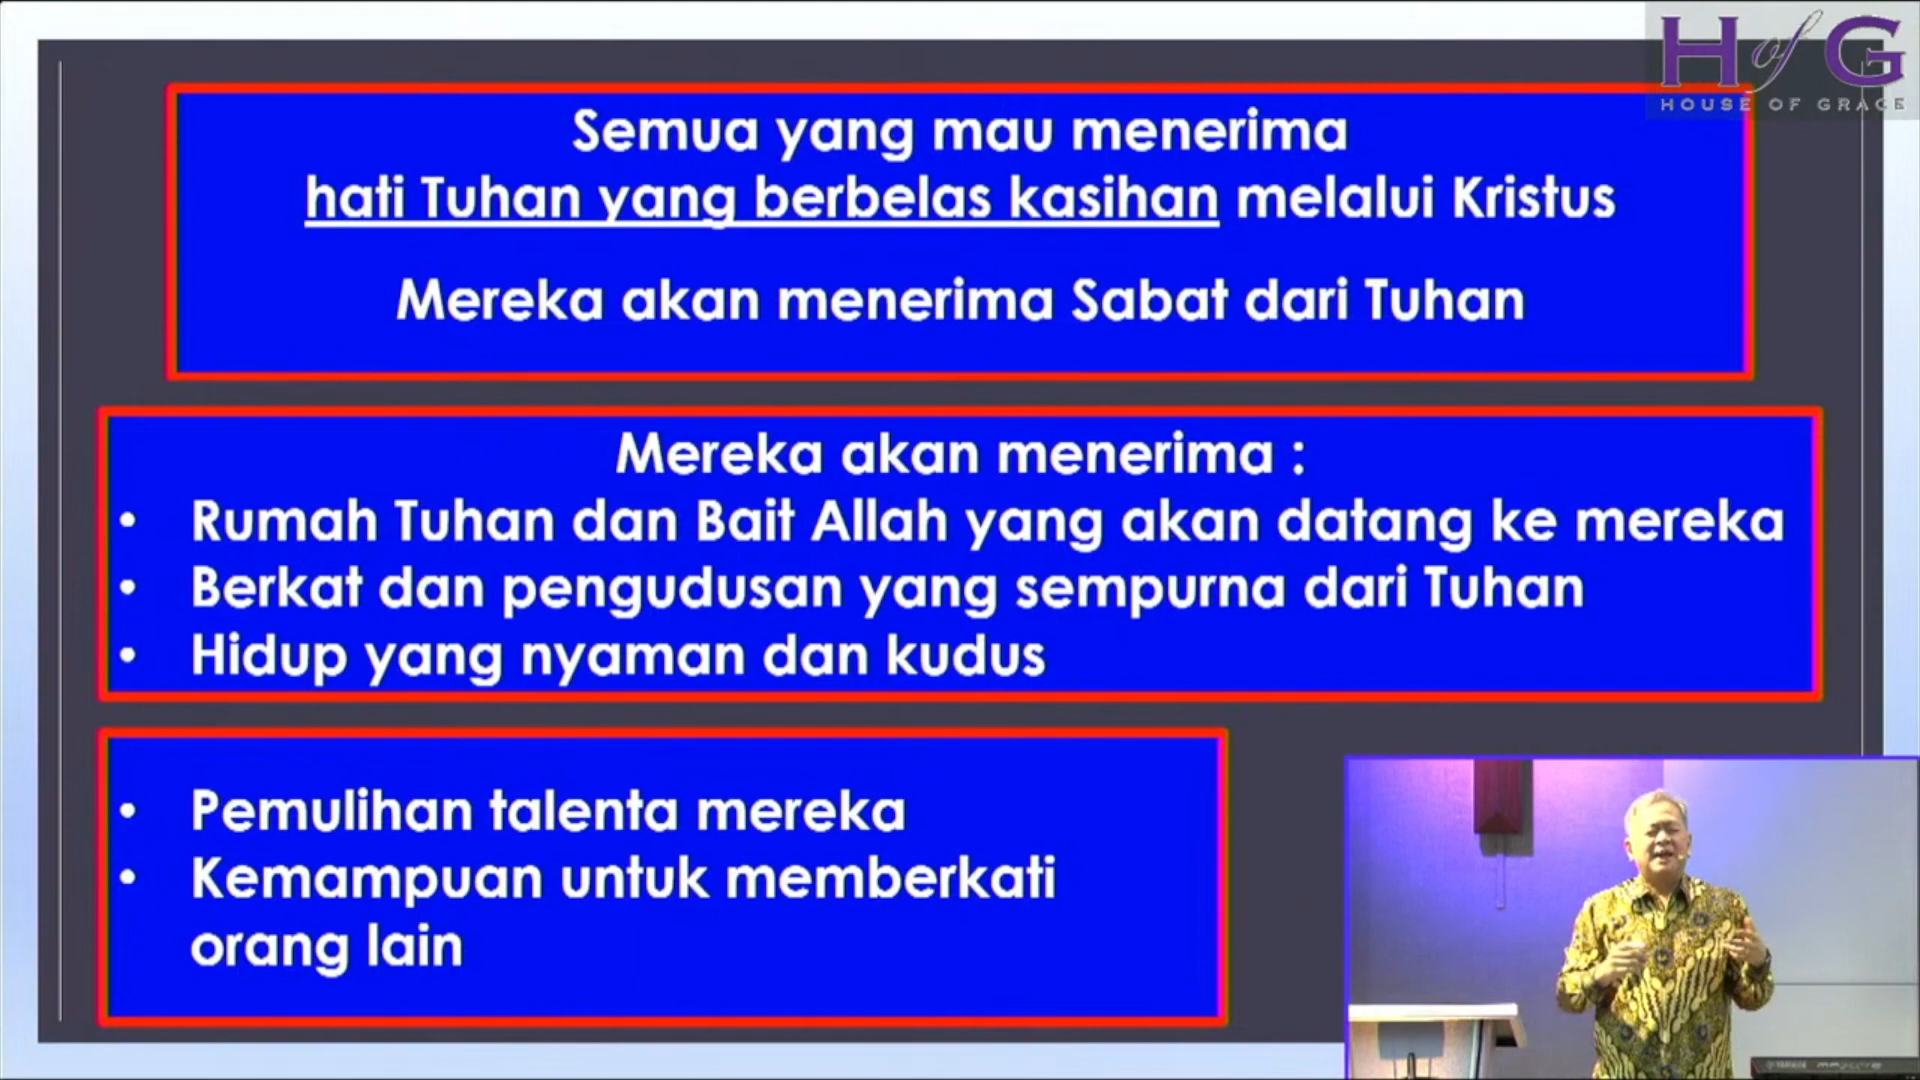 H of G
HOUSE OF GRACE
Semua yang mau menerima
hati Tuhan yang berbelas kasihan melalui Kristus
Mereka akan menerima Sabat dari Tuhan
Mereka akan menerima :
• Rumah Tuhan dan Bait Allah yang akan datang ke mereka
• Berkat dan pengudusan yang sempurna dari Tuhan
• Hidup yang nyaman dan kudus
• Pemulihan talenta mereka
• Kemampuan untuk memberkati
orang lain